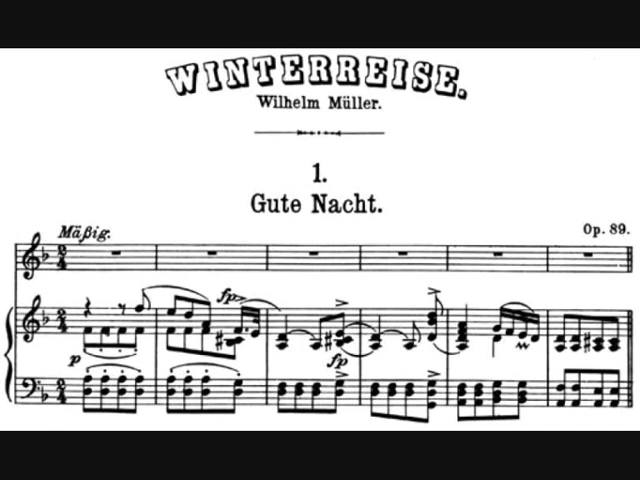 WINTERREISE.
Wilhelm Müller.
1.
Gute Nacht.
Mäßig.
Op. 89.
fp
p
fp